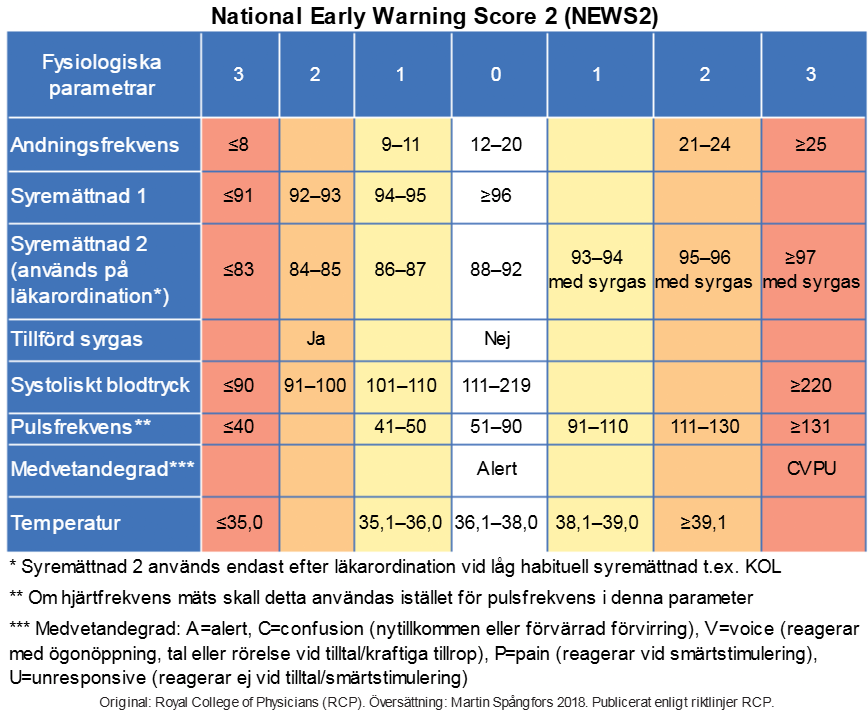 National Early Warning Score 2 (NEWS2)
Fysiologiska
parametrar
3 2 1 0 1 2 3
Andningsfrekvens ≤8 9–11 12–20 21–24 ≥25
Syremättnad 1 ≤91 92–93 94–95 ≥96
Syremättnad 2
(används på
läkarordination*)
≤83 84–85 86–87 88–92
93–94
med syrgas
95–96
med syrgas
≥97
med syrgas
Tillförd syrgas Ja Nej
Systoliskt blodtryck ≤90 91–100 101–110 111–219 ≥220
Pulsfrekvens** ≤40 41–50 51–90 91–110 111–130 ≥131
Medvetandegrad*** Alert CVPU
Temperatur ≤35,0 35,1–36,0 36,1–38,0 38,1–39,0 ≥39,1
* Syremättnad 2 används endast efter läkarordination vid låg habituell syremättnad t.ex. KOL
** Om hjärtfrekvens mäts skall detta användas istället för pulsfrekvens i denna parameter
*** Medvetandegrad: A=alert, C=confusion (nytillkommen eller förvärrad förvirring), V=voice (reagerar
med ögonöppning, tal eller rörelse vid tilltal/kraftiga tillrop), P=pain (reagerar vid smärtstimulering),
U=unresponsive (reagerar ej vid tilltal/smärtstimulering)
Original: Royal College of Physicians (RCP). Översättning: Martin Spångfors 2018. Publicerat enligt riktlinjer RCP.